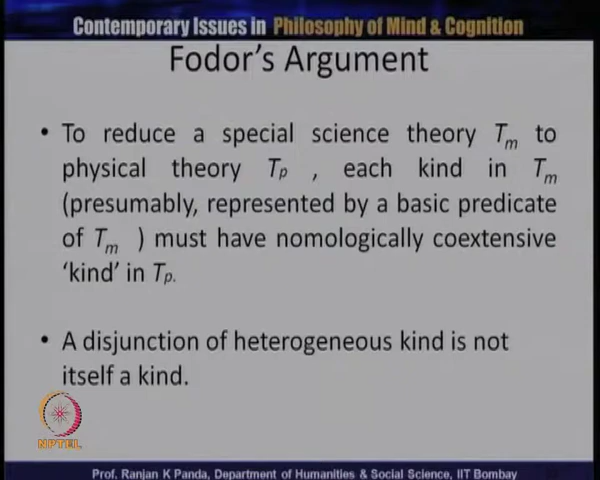 Contemporary Issues in Philosophy of Mind & Cognition
Fodor's Argument
• To reduce a special science theory Tm to
physical theory Tp , each kind in Tm
(presumably, represented by a basic predicate
of Tm ) must have nomologically coextensive
'kind' in Tp.
• A disjunction of heterogeneous kind is not
itself a kind.
NPTEL
Prof. Ranjan K Panda, Department of Humanities & Social Science, IIT Bombay